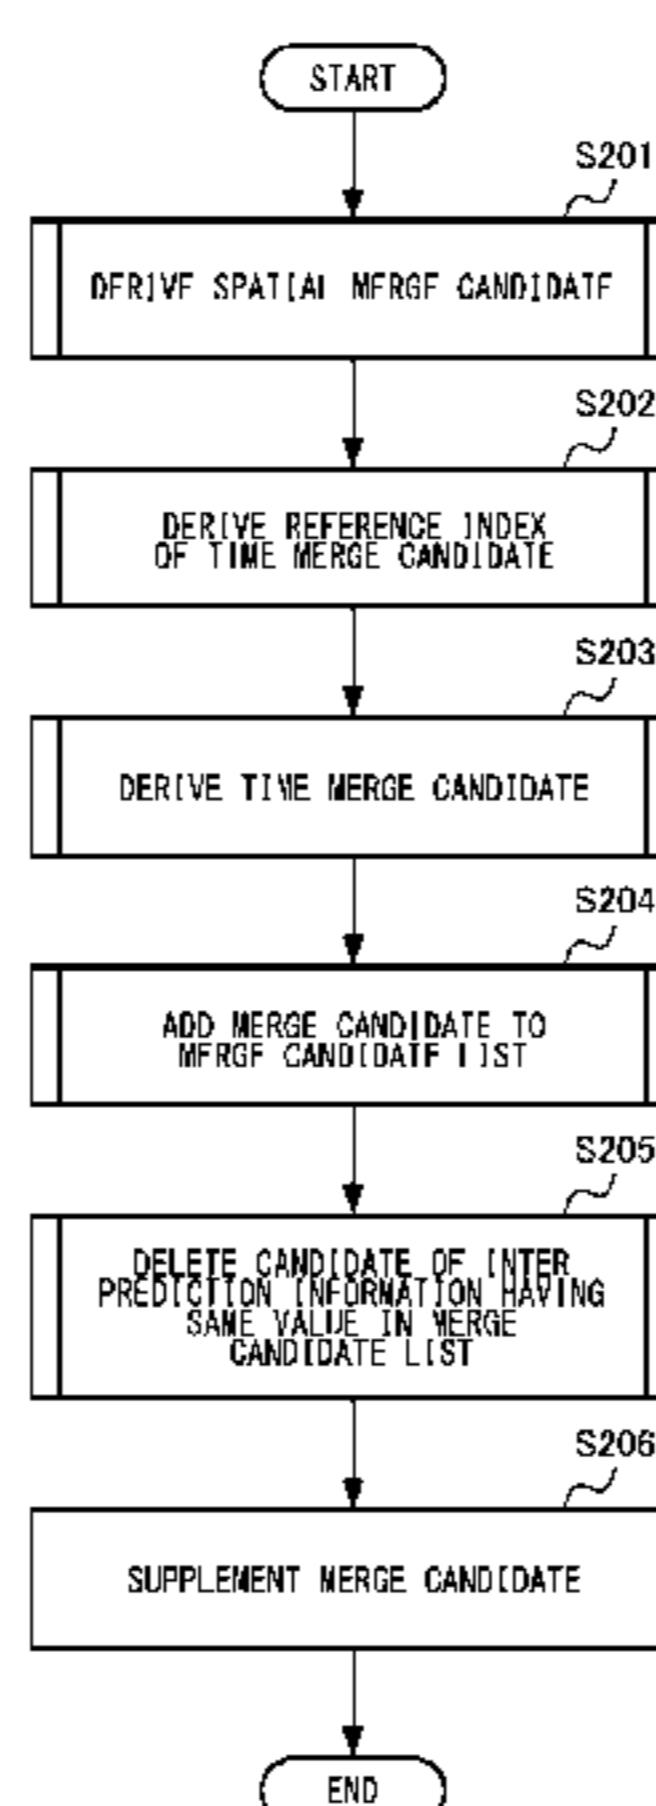 START
S201
DERIVE SPATIAL MERGE CANDIDATE
S202
DERIVE REFERENCE INDEX
OF TIME MERGE CANDIDATE
S203
DERIVE TIME MERGE CANDIDATE
S204
ADD MERGE CANDIDATE TO
MERGE CANDIDATE LIST
S205
DELETE CANDIDATE OF INTER
PREDICTION INFORMATION HAVING
SAME VALUE IN MERGE
CANDIDATE LIST
S206
SUPPLEMENT MERGE CANDIDATE
END